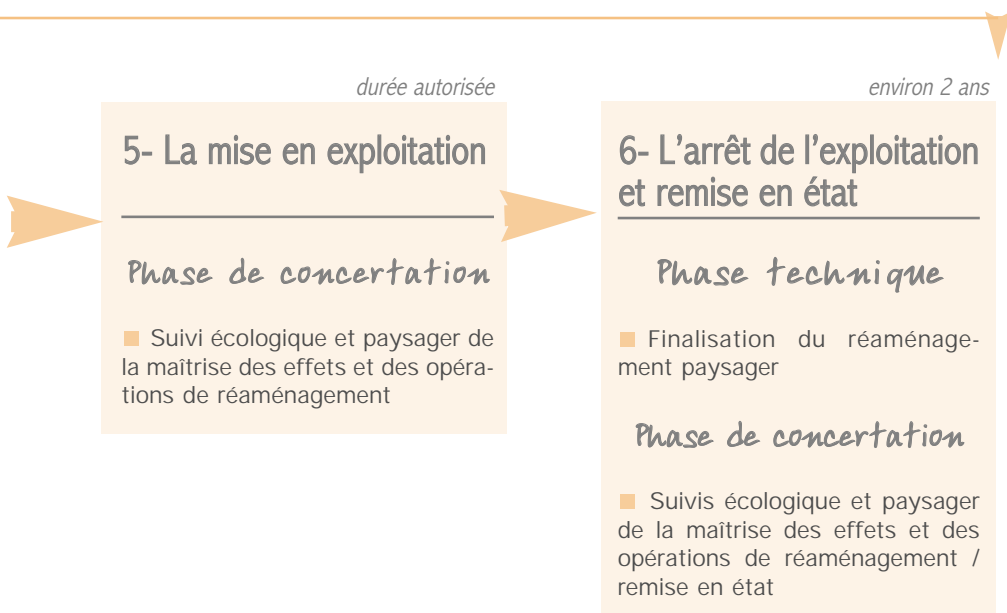 durée autorisée
5- La mise en exploitation
Phase de concertation
Suivi écologique et paysager de
la maîtrise des effets et des opéra-
tions de réaménagement
environ 2 ans
6- L'arrêt de l'exploitation
et remise en état
Phase technique
Finalisation du réaménage-
ment paysager
Phase de concertation
Suivis écologique et paysager
de la maîtrise des effets et des
opérations de réaménagement /
remise en état